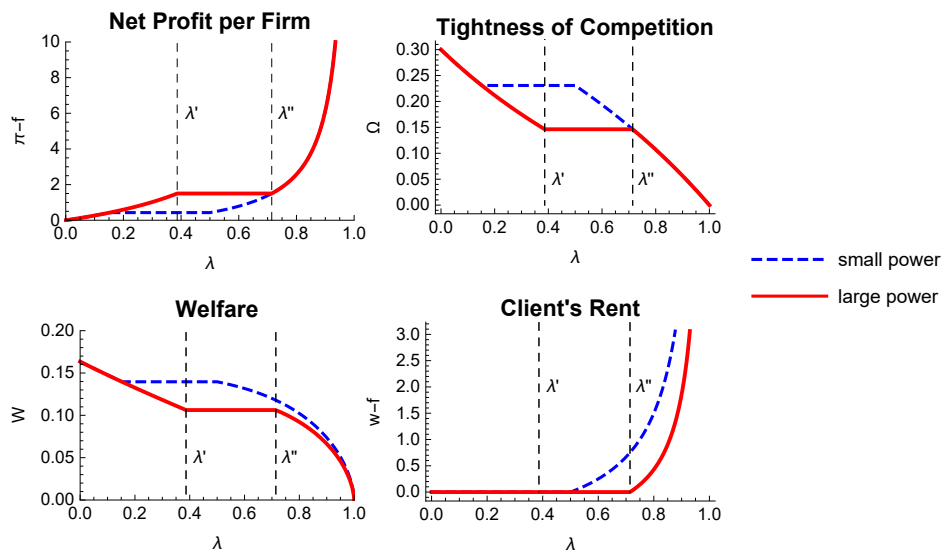 Net Profit per Firm
π-f
10
8
6
4
2
0
λ'
λ''
0.0 0.2 0.4 0.6 0.8 1.0
λ
Tightness of Competition
Ω
0.30
0.25
0.20
0.15
0.10
0.05
0.00
λ'
λ''
0.0 0.2 0.4 0.6 0.8 1.0
λ
small power
large power
Welfare
W
0.20
0.15
0.10
0.05
0.00
λ'
λ''
0.0 0.2 0.4 0.6 0.8 1.0
λ
Client's Rent
w-f
3.0
2.5
2.0
1.5
1.0
0.5
0.0
λ'
λ''
0.0 0.2 0.4 0.6 0.8 1.0
λ